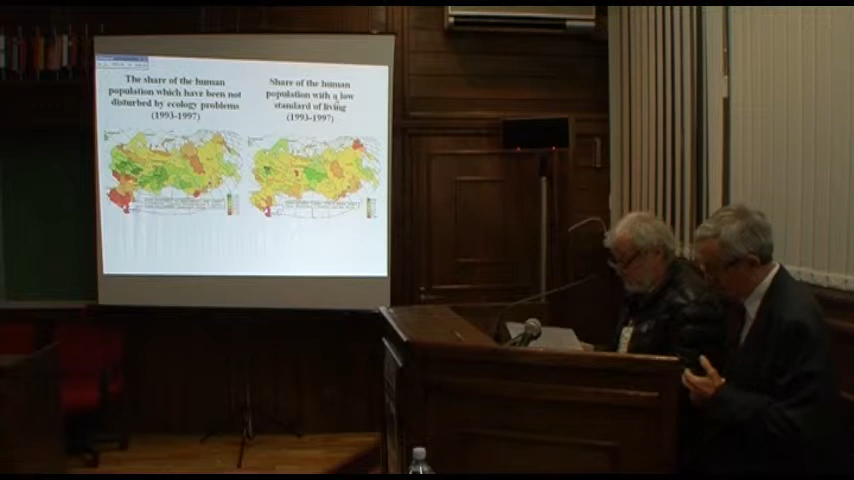 The share of the human
population which have been not
disturbed by ecology problems
(1993-1997)
Share of the human
population with a low
standard of living
(1993-1997)